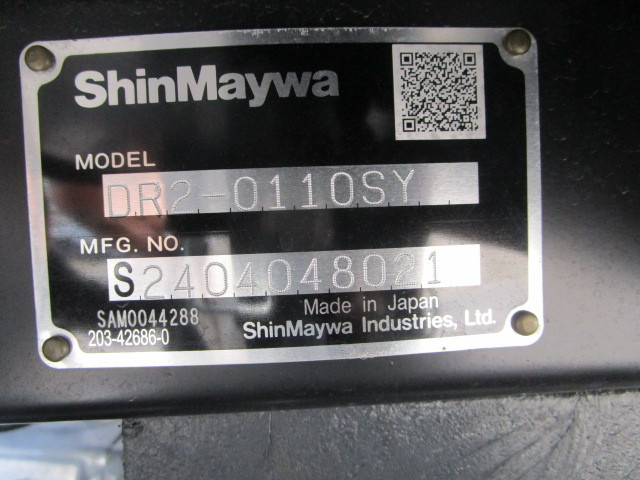 ShinMaywa
MODEL
DR2-0110SY
MFG. NO.
S2404048021
SAM0044288
Made in Japan
203-42686-0
ShinMaywa Industries, Ltd.